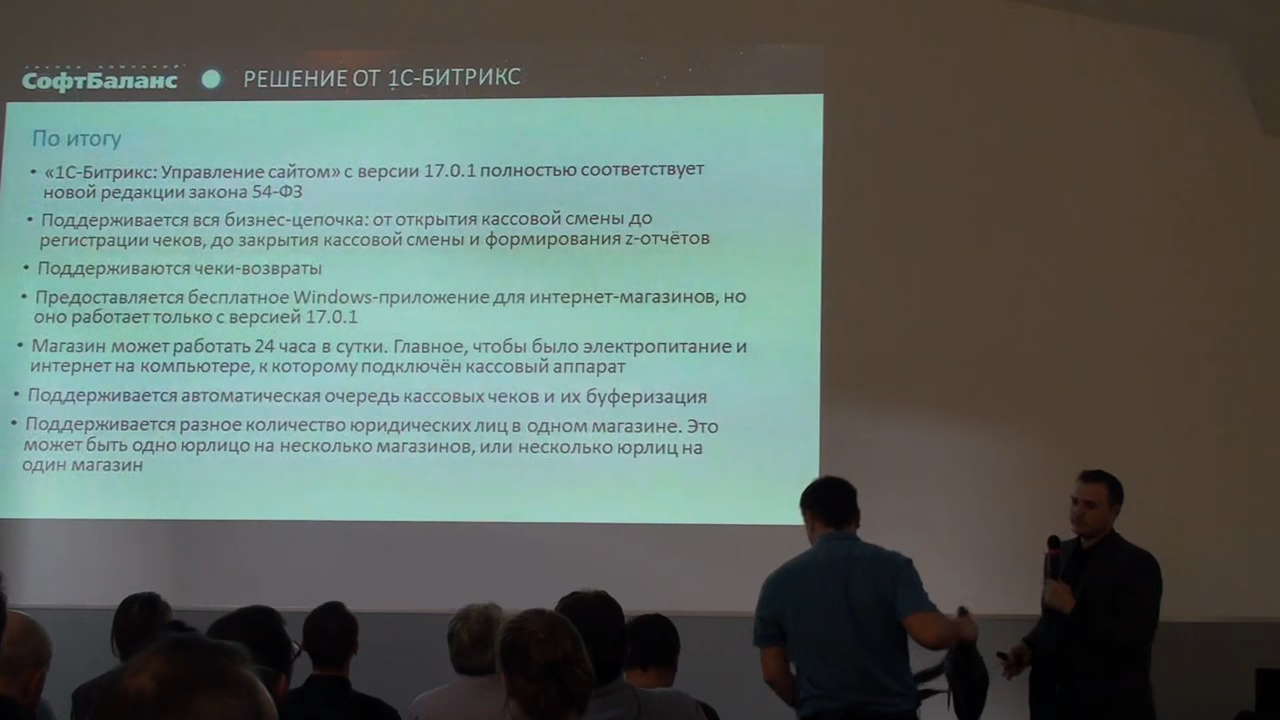 ГРУППА КОМПАНИЙ
СофтБаланс
РЕШЕНИЕ ОТ 1С-БИТРИКС
По итогу
• «1С-Битрикс: Управление сайтом» с версии 17.0.1 полностью соответствует
новой редакции закона 54-ФЗ
• Поддерживается вся бизнес-цепочка: от открытия кассовой смены до
регистрации чеков, до закрытия кассовой смены и формирования z-отчётов
• Поддерживаются чеки-возвраты
• Предоставляется бесплатное Windows-приложение для интернет-магазинов, но
оно работает только с версией 17.0.1
• Магазин может работать 24 часа в сутки. Главное, чтобы было электропитание и
интернет на компьютере, к которому подключён кассовый аппарат
• Поддерживается автоматическая очередь кассовых чеков и их буферизация
• Поддерживается разное количество юридических лиц в одном магазине. Это
может быть одно юрлицо на несколько магазинов, или несколько юрлиц на
один магазин